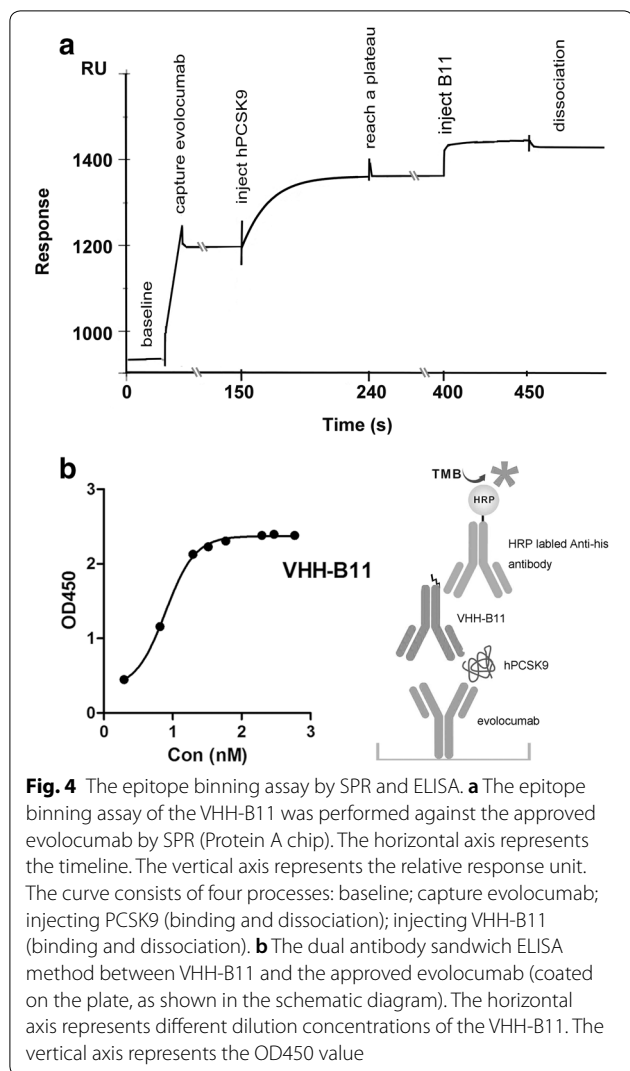 a
RU
1400
1200
1000
Response
baseline
capture evolocumab
inject hPCSK9
reach a plateau
inject B11
dissociation
0 150 240 400 450
Time (s)
b
3
2
1
0
OD450
VHH-B11
0 1 2 3
Con (nM)
TMB
HRP
HRP labled Anti-his
antibody
VHH-B11
hPCSK9
evolocumab
Fig. 4 The epitope binning assay by SPR and ELISA. a The epitope
binning assay of the VHH-B11 was performed against the approved
evolocumab by SPR (Protein A chip). The horizontal axis represents
the timeline. The vertical axis represents the relative response unit.
The curve consists of four processes: baseline; capture evolocumab;
injecting PCSK9 (binding and dissociation); injecting VHH-B11
(binding and dissociation). b The dual antibody sandwich ELISA
method between VHH-B11 and the approved evolocumab (coated
on the plate, as shown in the schematic diagram). The horizontal
axis represents different dilution concentrations of the VHH-B11. The
vertical axis represents the OD450 value